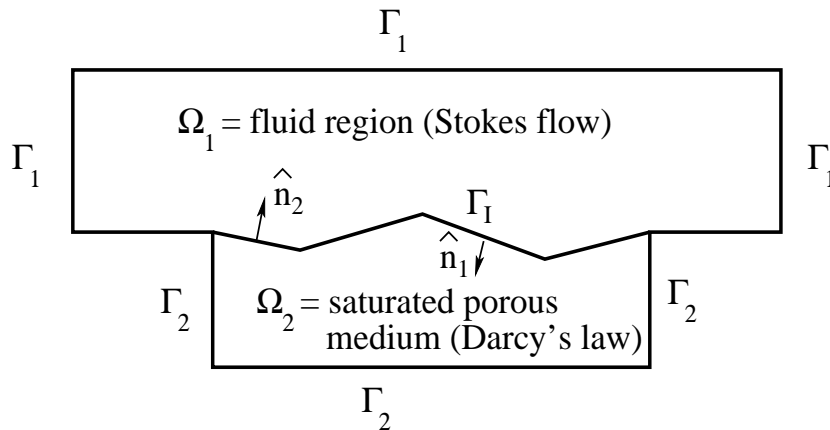 Γ₁
Ω₁ = fluid region (Stokes flow)
Γ₁
Γ₁
n̂₂
Γ_I
n̂₁
Γ₂
Ω₂ = saturated porous
medium (Darcy's law)
Γ₂
Γ₂